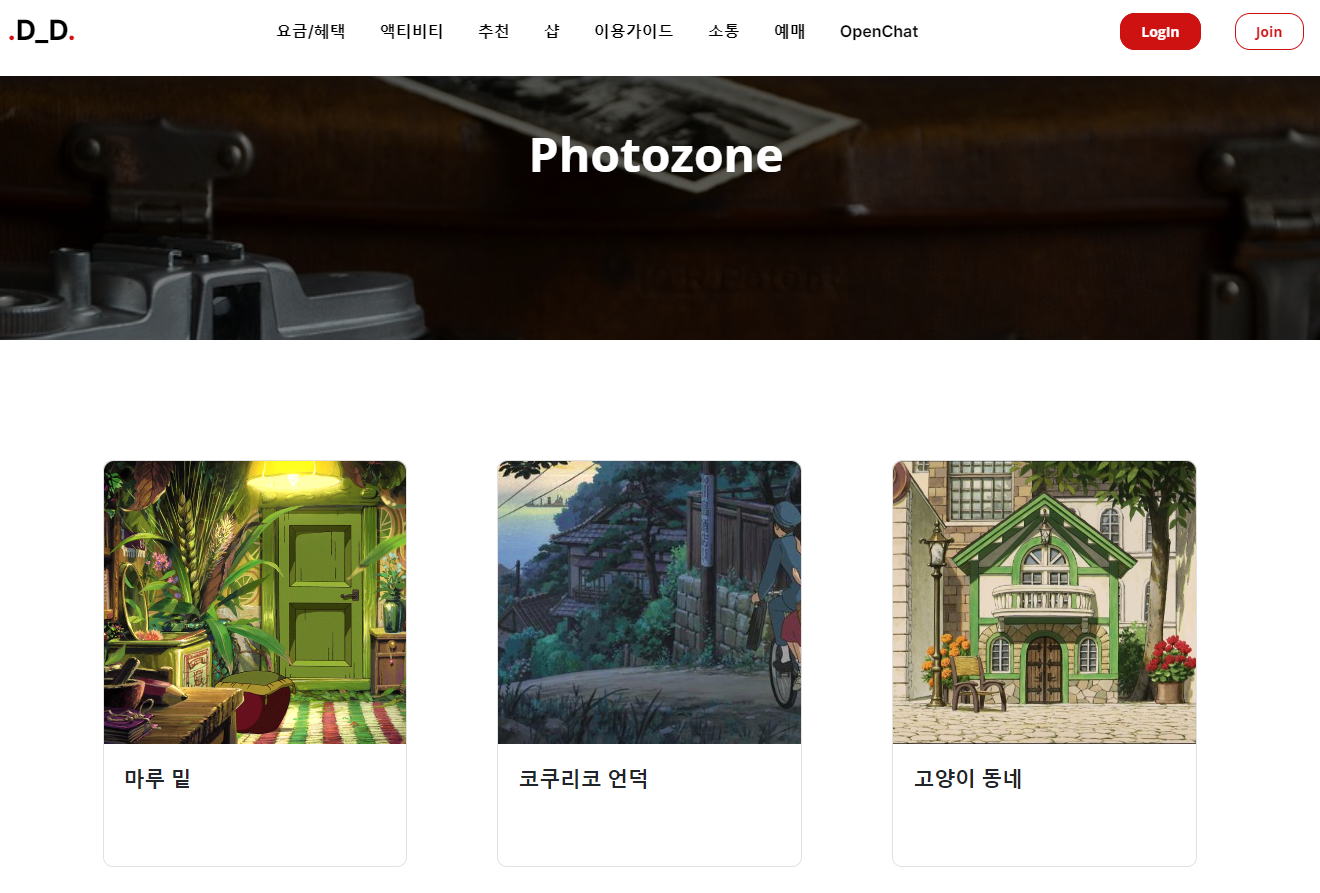 .D_D.
요금/혜택 액티비티 추천 샵 이용가이드 소통 예매 OpenChat
LogIn Join
Photozone
마루 밑 코쿠리코 언덕 고양이 동네